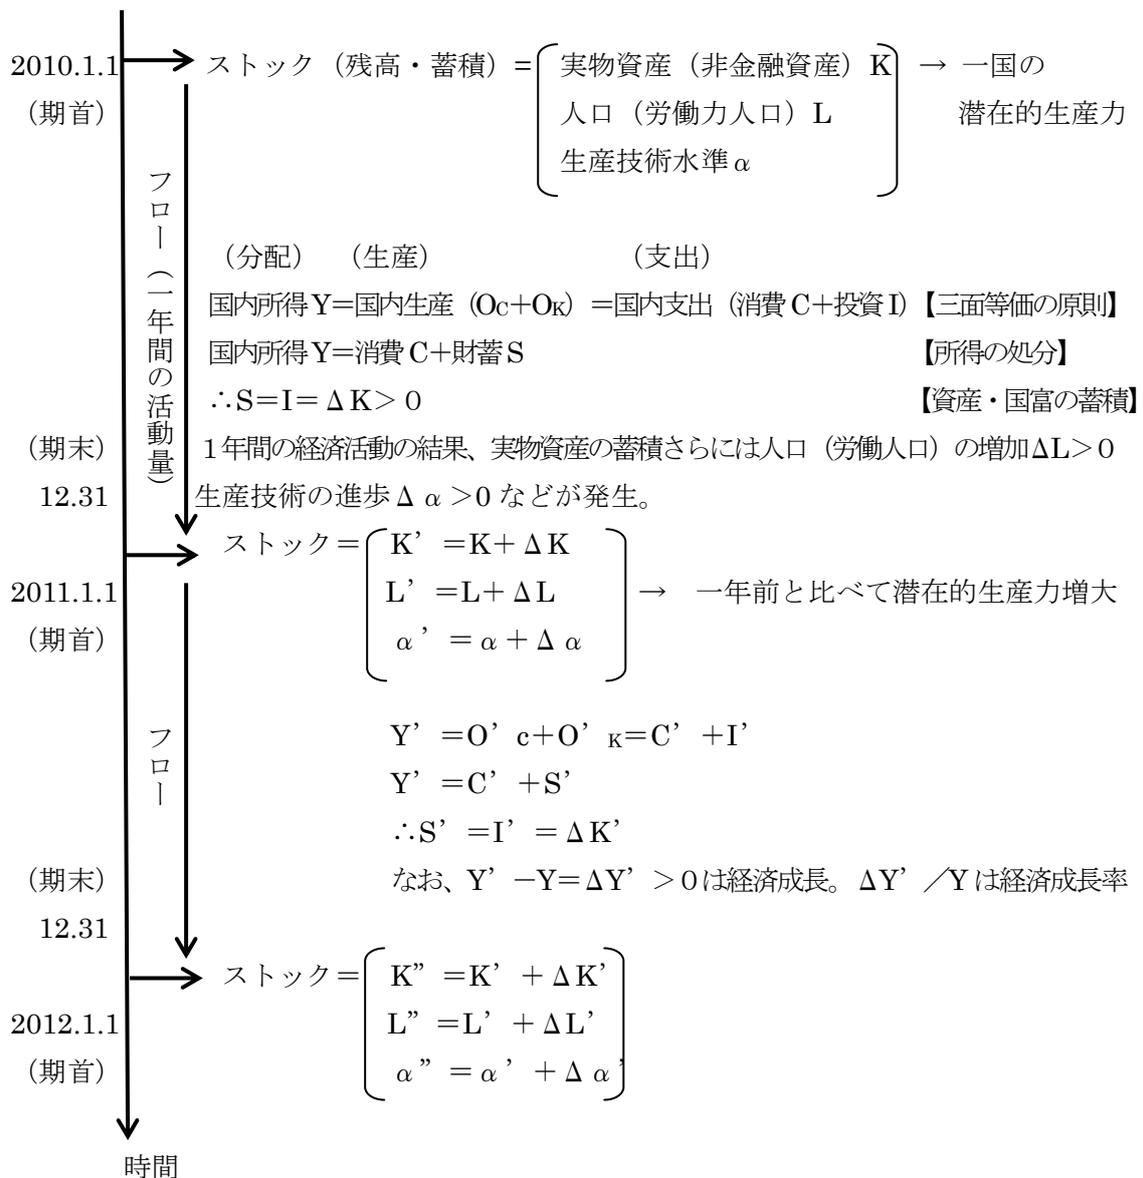 2010.1.1 ストック（残高・蓄積）= 実物資産（非金融資産）K → 一国の
（期首） 人口（労働力人口）L 潜在的生産力
生産技術水準α
フロー（一年間の活動量）
（分配） （生産） （支出）
国内所得Y＝国内生産（Oc＋OK）＝国内支出（消費C＋投資I）【三面等価の原則】
国内所得Y＝消費C＋財蓄S 【所得の処分】
∴S＝I＝ΔK＞0 【資産・国富の蓄積】
（期末） 1年間の経済活動の結果、実物資産の蓄積さらには人口（労働人口）の増加ΔL＞0
12.31 生産技術の進歩Δα>0などが発生。
ストック＝ K’＝K＋ΔK
2011.1.1 L’＝L＋ΔL → 一年前と比べて潜在的生産力増大
（期首） α’＝α＋Δα
フロー
Y’＝O’c＋O’K＝C’＋I’
Y’＝C’＋S’
∴S’＝I’＝ΔK’
（期末） なお、Y’－Y＝ΔY’＞0は経済成長。ΔY’／Yは経済成長率
12.31
ストック＝ K”＝K’＋ΔK’
2012.1.1 L”＝L’＋ΔL’
（期首） α”＝α’＋Δα’
時間